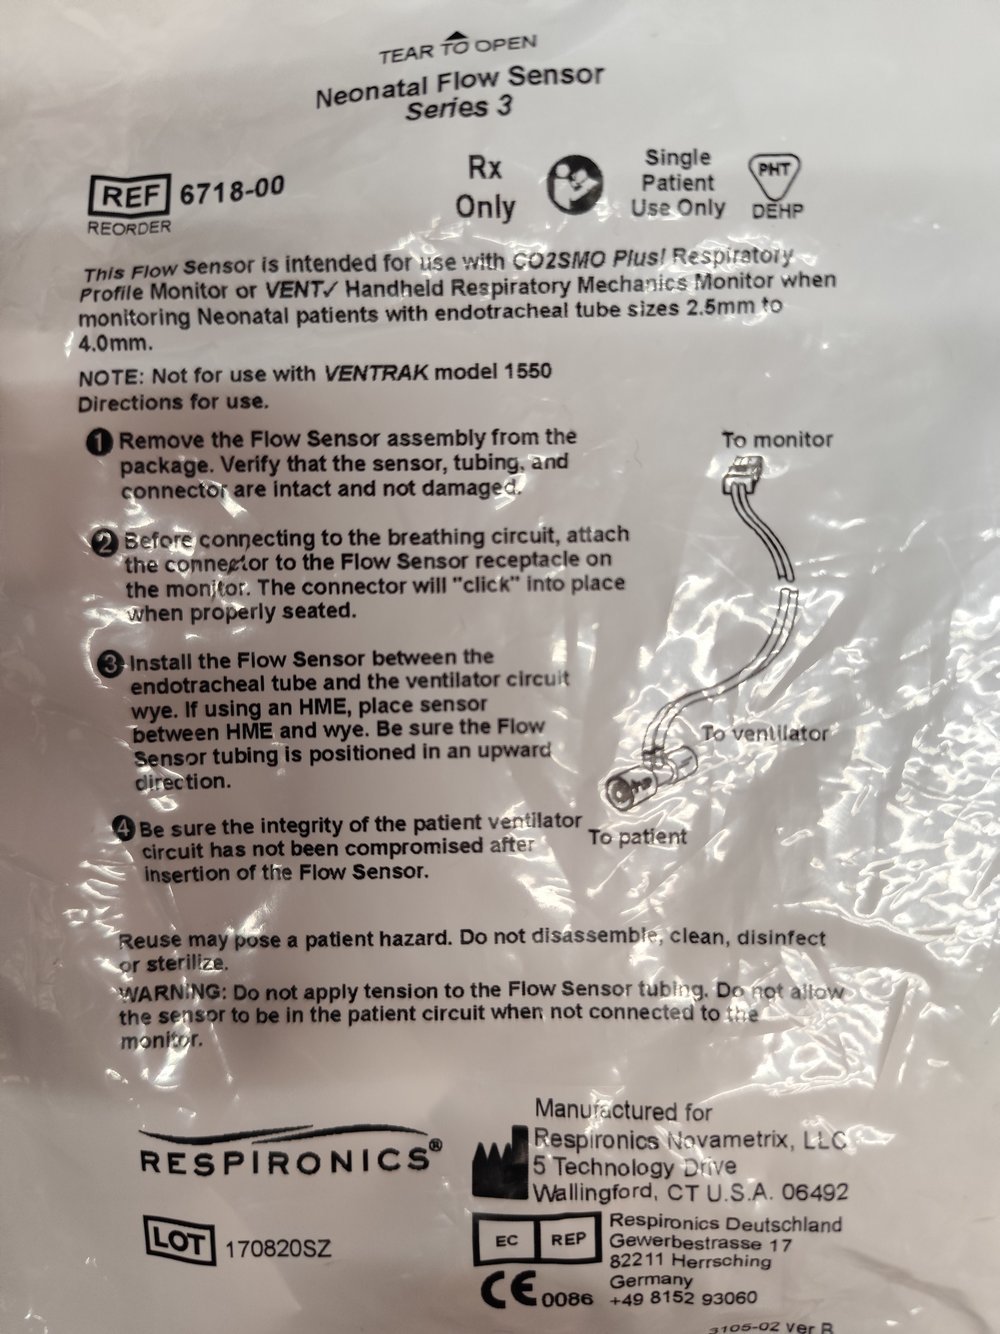 TEAR TO OPEN
Neonatal Flow Sensor
Series 3
REF 6718-00
REORDER
Rx
Only
Single
Patient
Use Only
PHT
DEHP
This Flow Sensor is intended for use with CO2SMO Plus! Respiratory
Profile Monitor or VENT✓ Handheld Respiratory Mechanics Monitor when
monitoring Neonatal patients with endotracheal tube sizes 2.5mm to
4.0mm.
NOTE: Not for use with VENTRAK model 1550
Directions for use.
1 Remove the Flow Sensor assembly from the
package. Verify that the sensor, tubing, and
connector are intact and not damaged.
2 Before connecting to the breathing circuit, attach
the connector to the Flow Sensor receptacle on
the monitor. The connector will "click" into place
when properly seated.
3 Install the Flow Sensor between the
endotracheal tube and the ventilator circuit
wye. If using an HME, place sensor
between HME and wye. Be sure the Flow
Sensor tubing is positioned in an upward
direction.
4 Be sure the integrity of the patient ventilator
circuit has not been compromised after
insertion of the Flow Sensor.
To monitor
To ventilator
To patient
Reuse may pose a patient hazard. Do not disassemble, clean, disinfect
or sterilize.
WARNING: Do not apply tension to the Flow Sensor tubing. Do not allow
the sensor to be in the patient circuit when not connected to the
monitor.
RESPIRONICS®
LOT 170820SZ
Manufactured for
Respironics Novametrix, LLC
5 Technology Drive
Wallingford, CT U.S.A. 06492
EC REP
Respironics Deutschland
Gewerbestrasse 17
82211 Herrsching
Germany
+49 8152 93060
CE 0086
3105-02 Ver